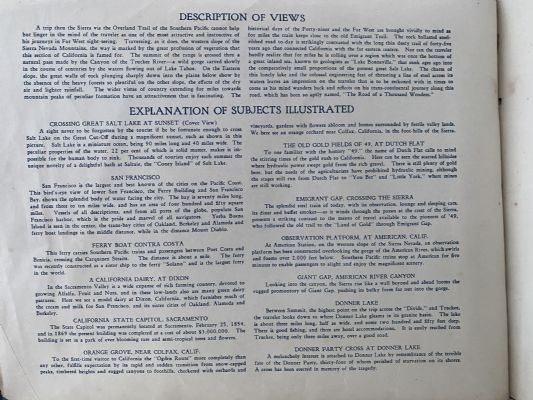 DESCRIPTION OF VIEWS
A trip thru the Sierra via the Overland Trail of the Southern Pacific cannot help
but linger in the mind of the traveler as one of the most attractive and instructive of
his journeys in Far West sight-seeing. Traversing, as it does, the western slope of the
Sierra Nevada Mountains, the way is marked by the great profusion of vegetation that
this section of California is famed for. The summit of the range is crossed thru a
natural pass made by the Canyon of the Truckee River—a wild gorge carved slowly
in the course of centuries by the waters flowing out of Lake Tahoe. On the Eastern
slope, the great walls of rock plunging sharply down into the plains below show by
the absence of the heavy forests so plentiful on the other slope, the effects of the dry
air and lighter rainfall. The wider vistas of country extending for miles towards
mountain peaks of peculiar formation have an attractiveness that is fascinating. The
historical days of the Forty-niner and the Far West are brought vividly to mind as
for miles the train keeps close to the old Emigrant Trail. The rock ballasted steel-
railed road to-day is strikingly contrasted with the long thin dusty trail of forty-five
years ago that connected California with the far eastern centers. Nor can the traveler
hardly realize that for miles he is rolling over a region which was once the bottom of
a great inland sea, known to geologists as "Lake Bonneville," that sunk ages ago into
the comparatively small proportions of the present great Salt Lake. The charm of
this lonely lake and the colossal engineering feat of thrusting a line of steel across its
waters leaves an impression on the traveler that is to be reckoned with in times to
come as his mind wanders back and reflects on his trans-continental journey along this
road, which has been so aptly named, "The Road of a Thousand Wonders."
EXPLANATION OF SUBJECTS ILLUSTRATED
CROSSING GREAT SALT LAKE AT SUNSET (Cover View)
A sight never to be forgotten by the tourist if he be fortunate enough to cross
Salt Lake on the Great Cut-Off during a magnificent sunset, such as shown in this
picture. Salt Lake is a miniature ocean, being 90 miles long and 40 miles wide. The
peculiar properties of the water, 22 per cent of which is solid matter, makes it im-
possible for the human body to sink. Thousands of tourists enjoy each summer the
unique novelty of a delightful bath at Saltair, the "Coney Island" of Salt Lake.
SAN FRANCISCO
San Francisco is the largest and best known of the cities on the Pacific Coast.
This bird's-eye view of lower San Francisco, the Ferry Building and San Francisco
Bay, shows the splendid body of water facing the city. The bay is seventy miles long,
and from three to ten miles wide, and has an area of four hundred and fifty square
miles. Vessels of all descriptions, and from all ports of the globe, populate San
Francisco harbor, which is the pride and marvel of all navigators. Yerba Buena
Island is seen in the center, the trans-bay cities of Oakland, Berkeley and Alameda and
ferry boat landings in the middle distance, while in the distance Mount Diablo.
FERRY BOAT CONTRA COSTA
This ferry carries Southern Pacific trains and passengers between Port Costa and
Benicia, crossing the Carquinez Straits. The distance is about a mile. The ferry
was recently constructed as a sister ship to the ferry "Solano" and is the largest ferry
in the world.
A CALIFORNIA DAIRY, AT DIXON
In the Sacramento Valley is a wide expanse of rich farming country, devoted to
growing Alfalfa, Fruit and Nuts, and in these low-lands also are many great dairy
pastures. Here we see a model dairy at Dixon, California, which furnishes much of
the cream and milk for San Francisco, and its sister cities of Oakland, Alameda and
Berkeley.
CALIFORNIA STATE CAPITOL, SACRAMENTO
The State Capitol was permanently located at Sacramento, February 25, 1854,
and in 1869 the present building was completed at a cost of about $3,000,000. The
building is set in a park of ever blooming rare and semi-tropical trees and flowers.
ORANGE GROVE, NEAR COLFAX, CALIF.
To the first-time visitor to California the "Ogden Route" more completely than
any other, fulfills expectation by its rapid and sudden transition from snow-capped
peaks, timbered heights and rugged canyons to foothills, checkered with orchards and
vineyards, gardens with flowers abloom and homes surrounded by fertile valley lands.
We here see an orange orchard near Colfax, California, in the foot-hills of the Sierra.
THE OLD GOLD FIELDS OF 49, AT DUTCH FLAT
To one familiar with the history "49," the name of Dutch Flat calls to mind
the stirring times of the gold rush to California. Here can be seen the scarred hillsides
where hydraulic power swept gold from the rich gravel. There is still plenty of gold
here, but the needs of the agriculturists have prohibited hydraulic mining, although
the stages still run from Dutch Flat to "You Bet" and "Little York," where mines
are still working.
EMIGRANT GAP, CROSSING THE SIERRA
The splendid steel train of today, with its observation, lounge and sleeping cars,
its diner and buffet smoker—as it winds through the passes at the crest of the Sierra,
present a striking contrast to the means of travel available to the pioneers of '49,
who followed the old trail to the "Land of Gold" through Emigrant Gap.
OBSERVATION PLATFORM, AT AMERICAN, CALIF.
At American Station, on the Western slope of the Sierra Nevada, an observation
platform has been constructed overlooking the gorge of the American River, which swirls
and foams over 2,000 feet below. Southern Pacific trains stop at American for five
minutes to enable passengers to alight and enjoy the magnificent scenery.
GIANT GAP, AMERICAN RIVER CANYON
Looking into the canyon, the Sierra rise like a wall beyond and ahead looms the
rugged promontory of Giant Gap, pushing its bulky form far out into the gorge.
DONNER LAKE
Between Summit, the highest point on the trip across the "Divide," and Truckee,
the traveler looks down to where Donner Lake gleams in its granite basin. The lake
is about three miles long, half as wide, and some two hundred and fifty feet deep.
There is good fishing, and there are hotel accommodations. It is easily reached from
Truckee, being only three miles away, over a good road.
DONNER PARTY CROSS AT DONNER LAKE
A melancholy interest is attached to Donner Lake by remembrance of the terrible
fate of the Donner Party, thirty-four of whom perished of starvation on its shores.
A cross has been erected in memory of the tragedy.